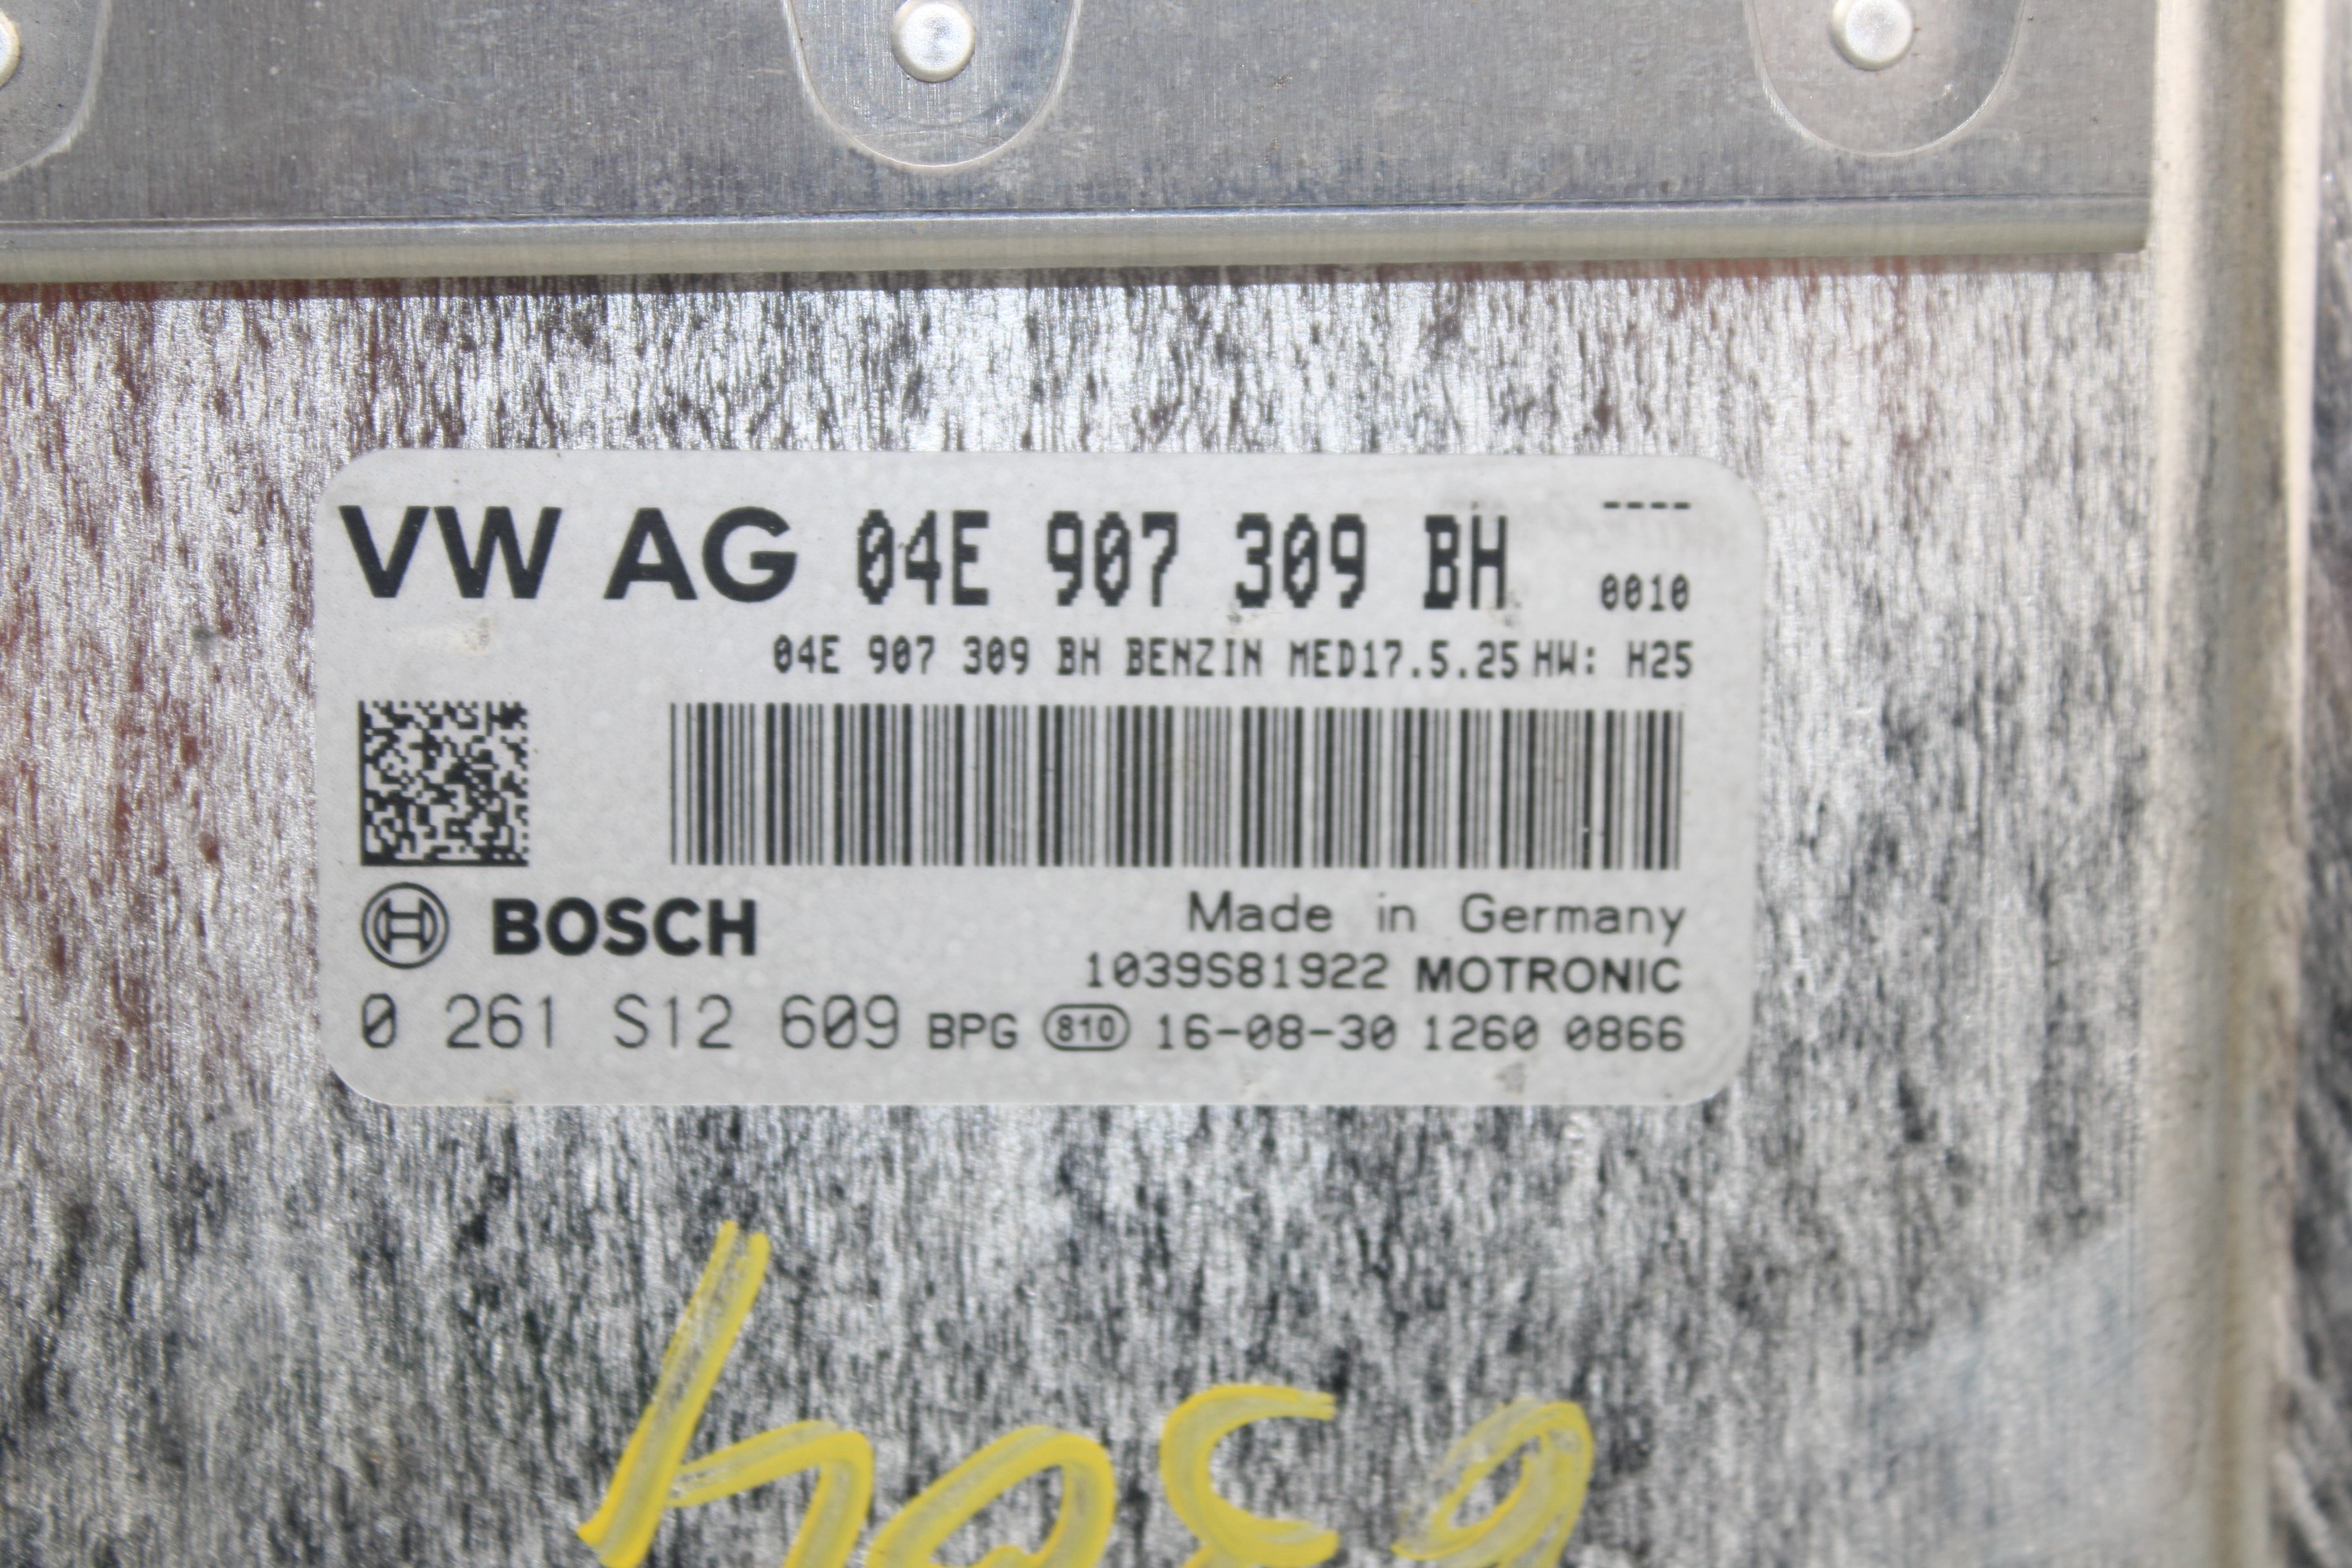 VW AG 04E 907 309 BH ----
0010
04E 907 309 BH BENZIN MED17.5.25 HW: H25
BOSCH
Made in Germany
1039S81922 MOTRONIC
0 261 S12 609 BPG 810 16-08-30 1260 0866